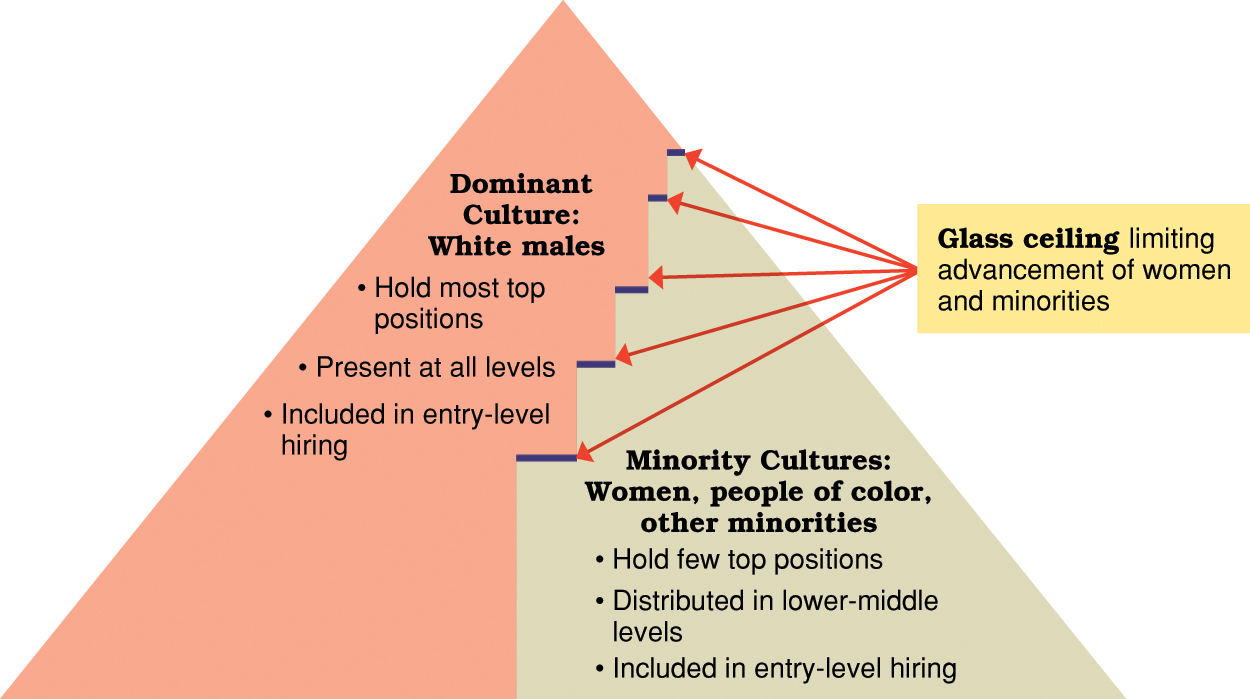 Dominant
Culture:
White males
• Hold most top
positions
• Present at all levels
• Included in entry-level
hiring
Glass ceiling limiting
advancement of women
and minorities
Minority Cultures:
Women, people of color,
other minorities
• Hold few top positions
• Distributed in lower-middle
levels
• Included in entry-level hiring